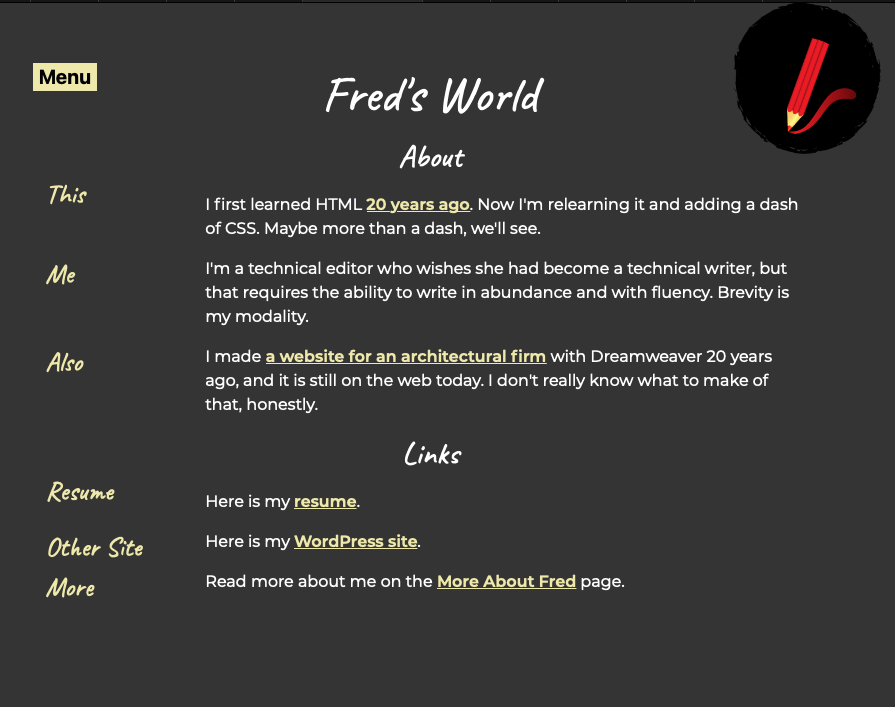 Menu
Fred's World
About
This
I first learned HTML 20 years ago. Now I'm relearning it and adding a dash
of CSS. Maybe more than a dash, we'll see.
Me
I'm a technical editor who wishes she had become a technical writer, but
that requires the ability to write in abundance and with fluency. Brevity is
my modality.
Also
I made a website for an architectural firm with Dreamweaver 20 years
ago, and it is still on the web today. I don't really know what to make of
that, honestly.
Links
Resume
Here is my resume.
Other Site
Here is my WordPress site.
More
Read more about me on the More About Fred page.